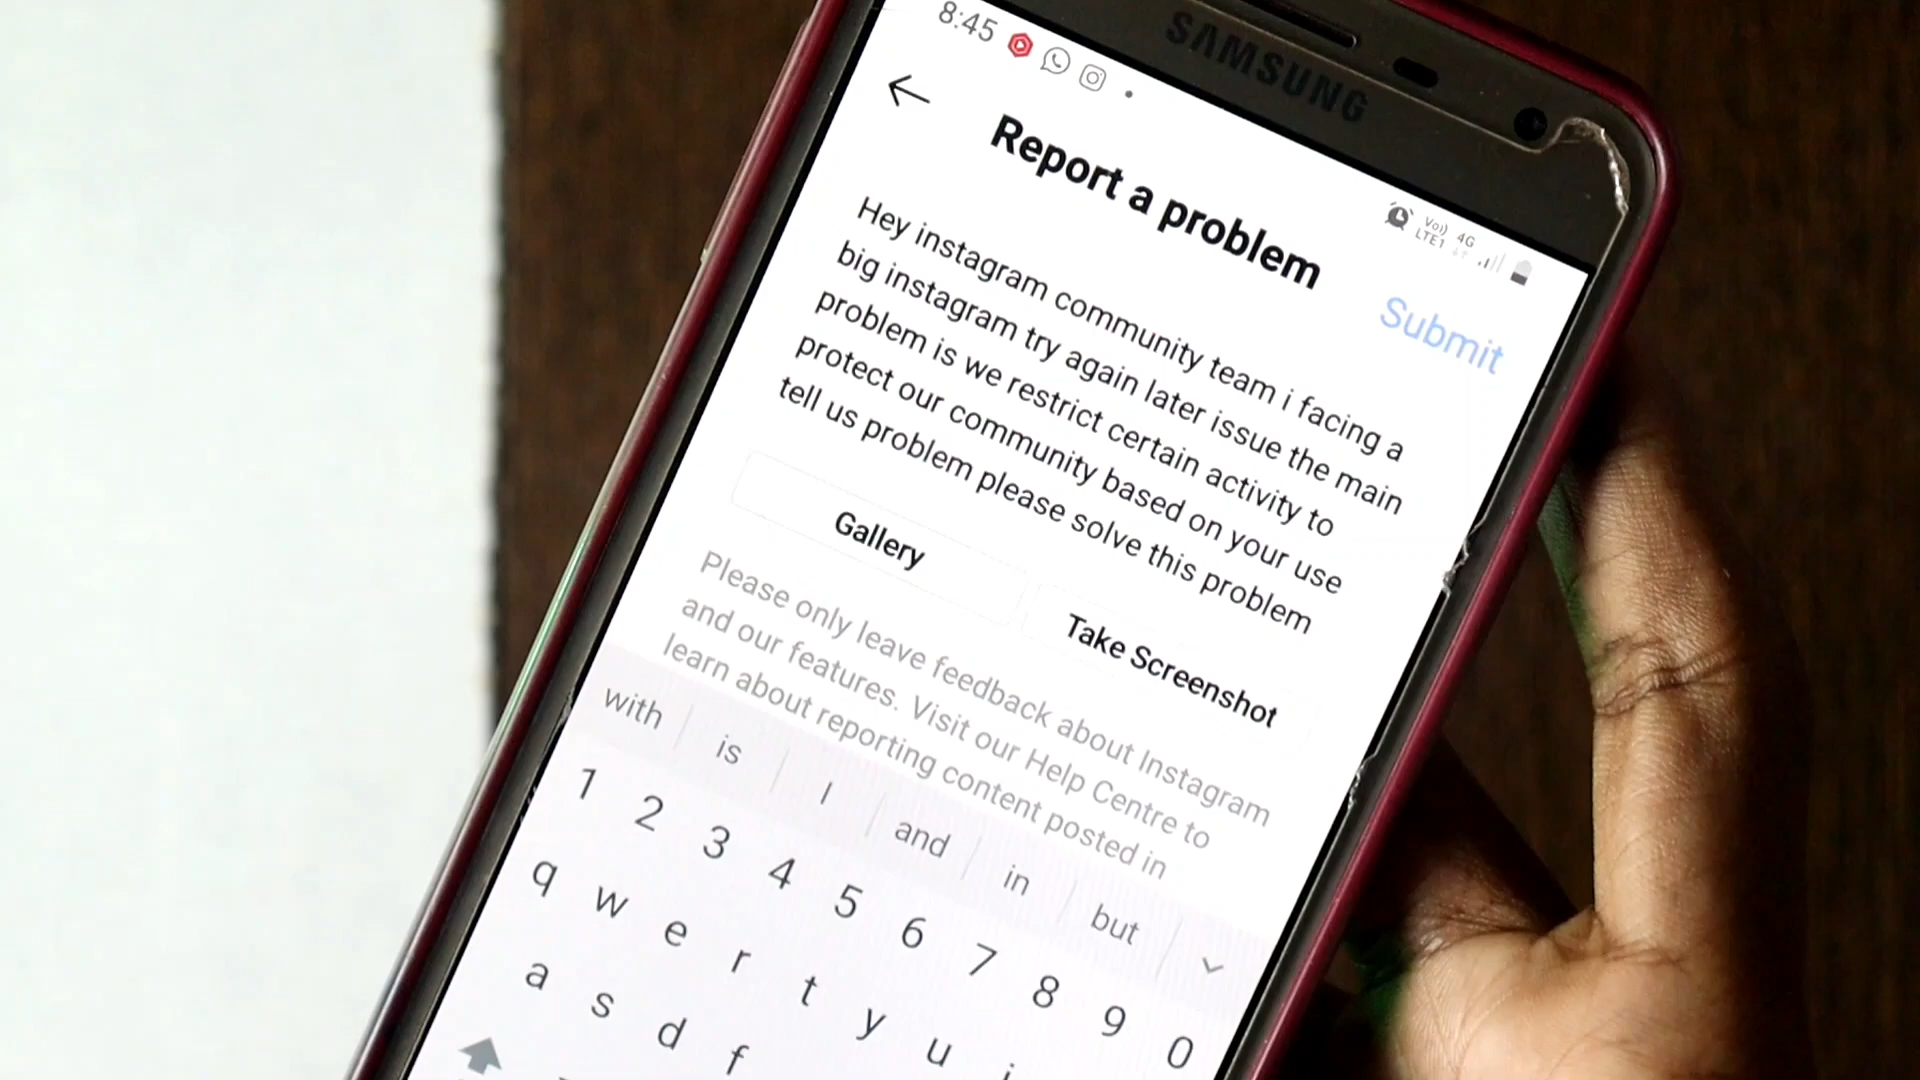 SAMSUNG
8:45
Vo)) 4G
LTE1
Report a problem
Submit
Hey instagram community team i facing a
big instagram try again later issue the main
problem is we restrict certain activity to
protect our community based on your use
tell us problem please solve this problem
Gallery
Take Screenshot
Please only leave feedback about Instagram
and our features. Visit our Help Centre to
learn about reporting content posted in
with is I and in but
1 2 3 4 5 6 7 8 9 0
q w e r t y u
a s d f